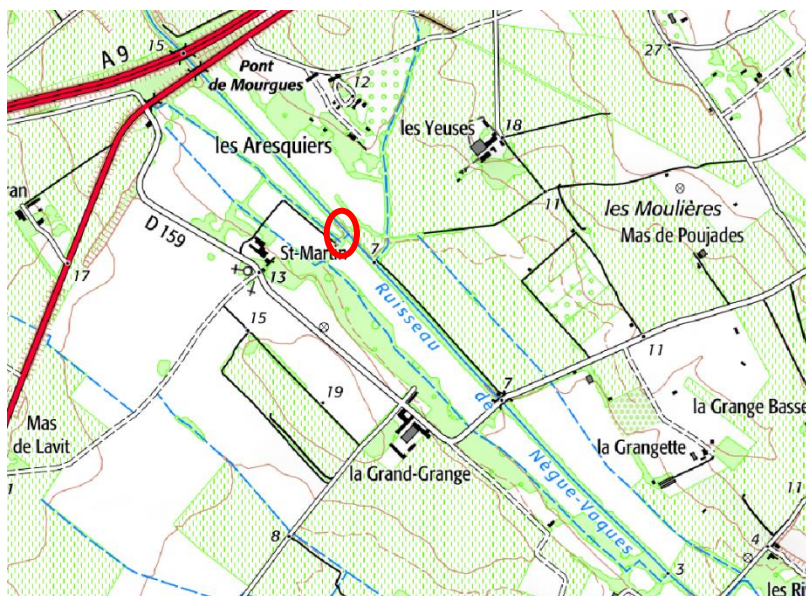 A 9
15
Pont
de Mourgues
12
27
les Yeuses
18
les Aresquiers
11
les Moulières
Mas de Poujades
D 159
St-Martin
7
17
13
Ruisseau
15
11
19
7
de
la Grange Basse
Mas
de Lavit
la Grangette
la Grand-Grange
Nègue-Vaques
11
8
4
3
les Ri